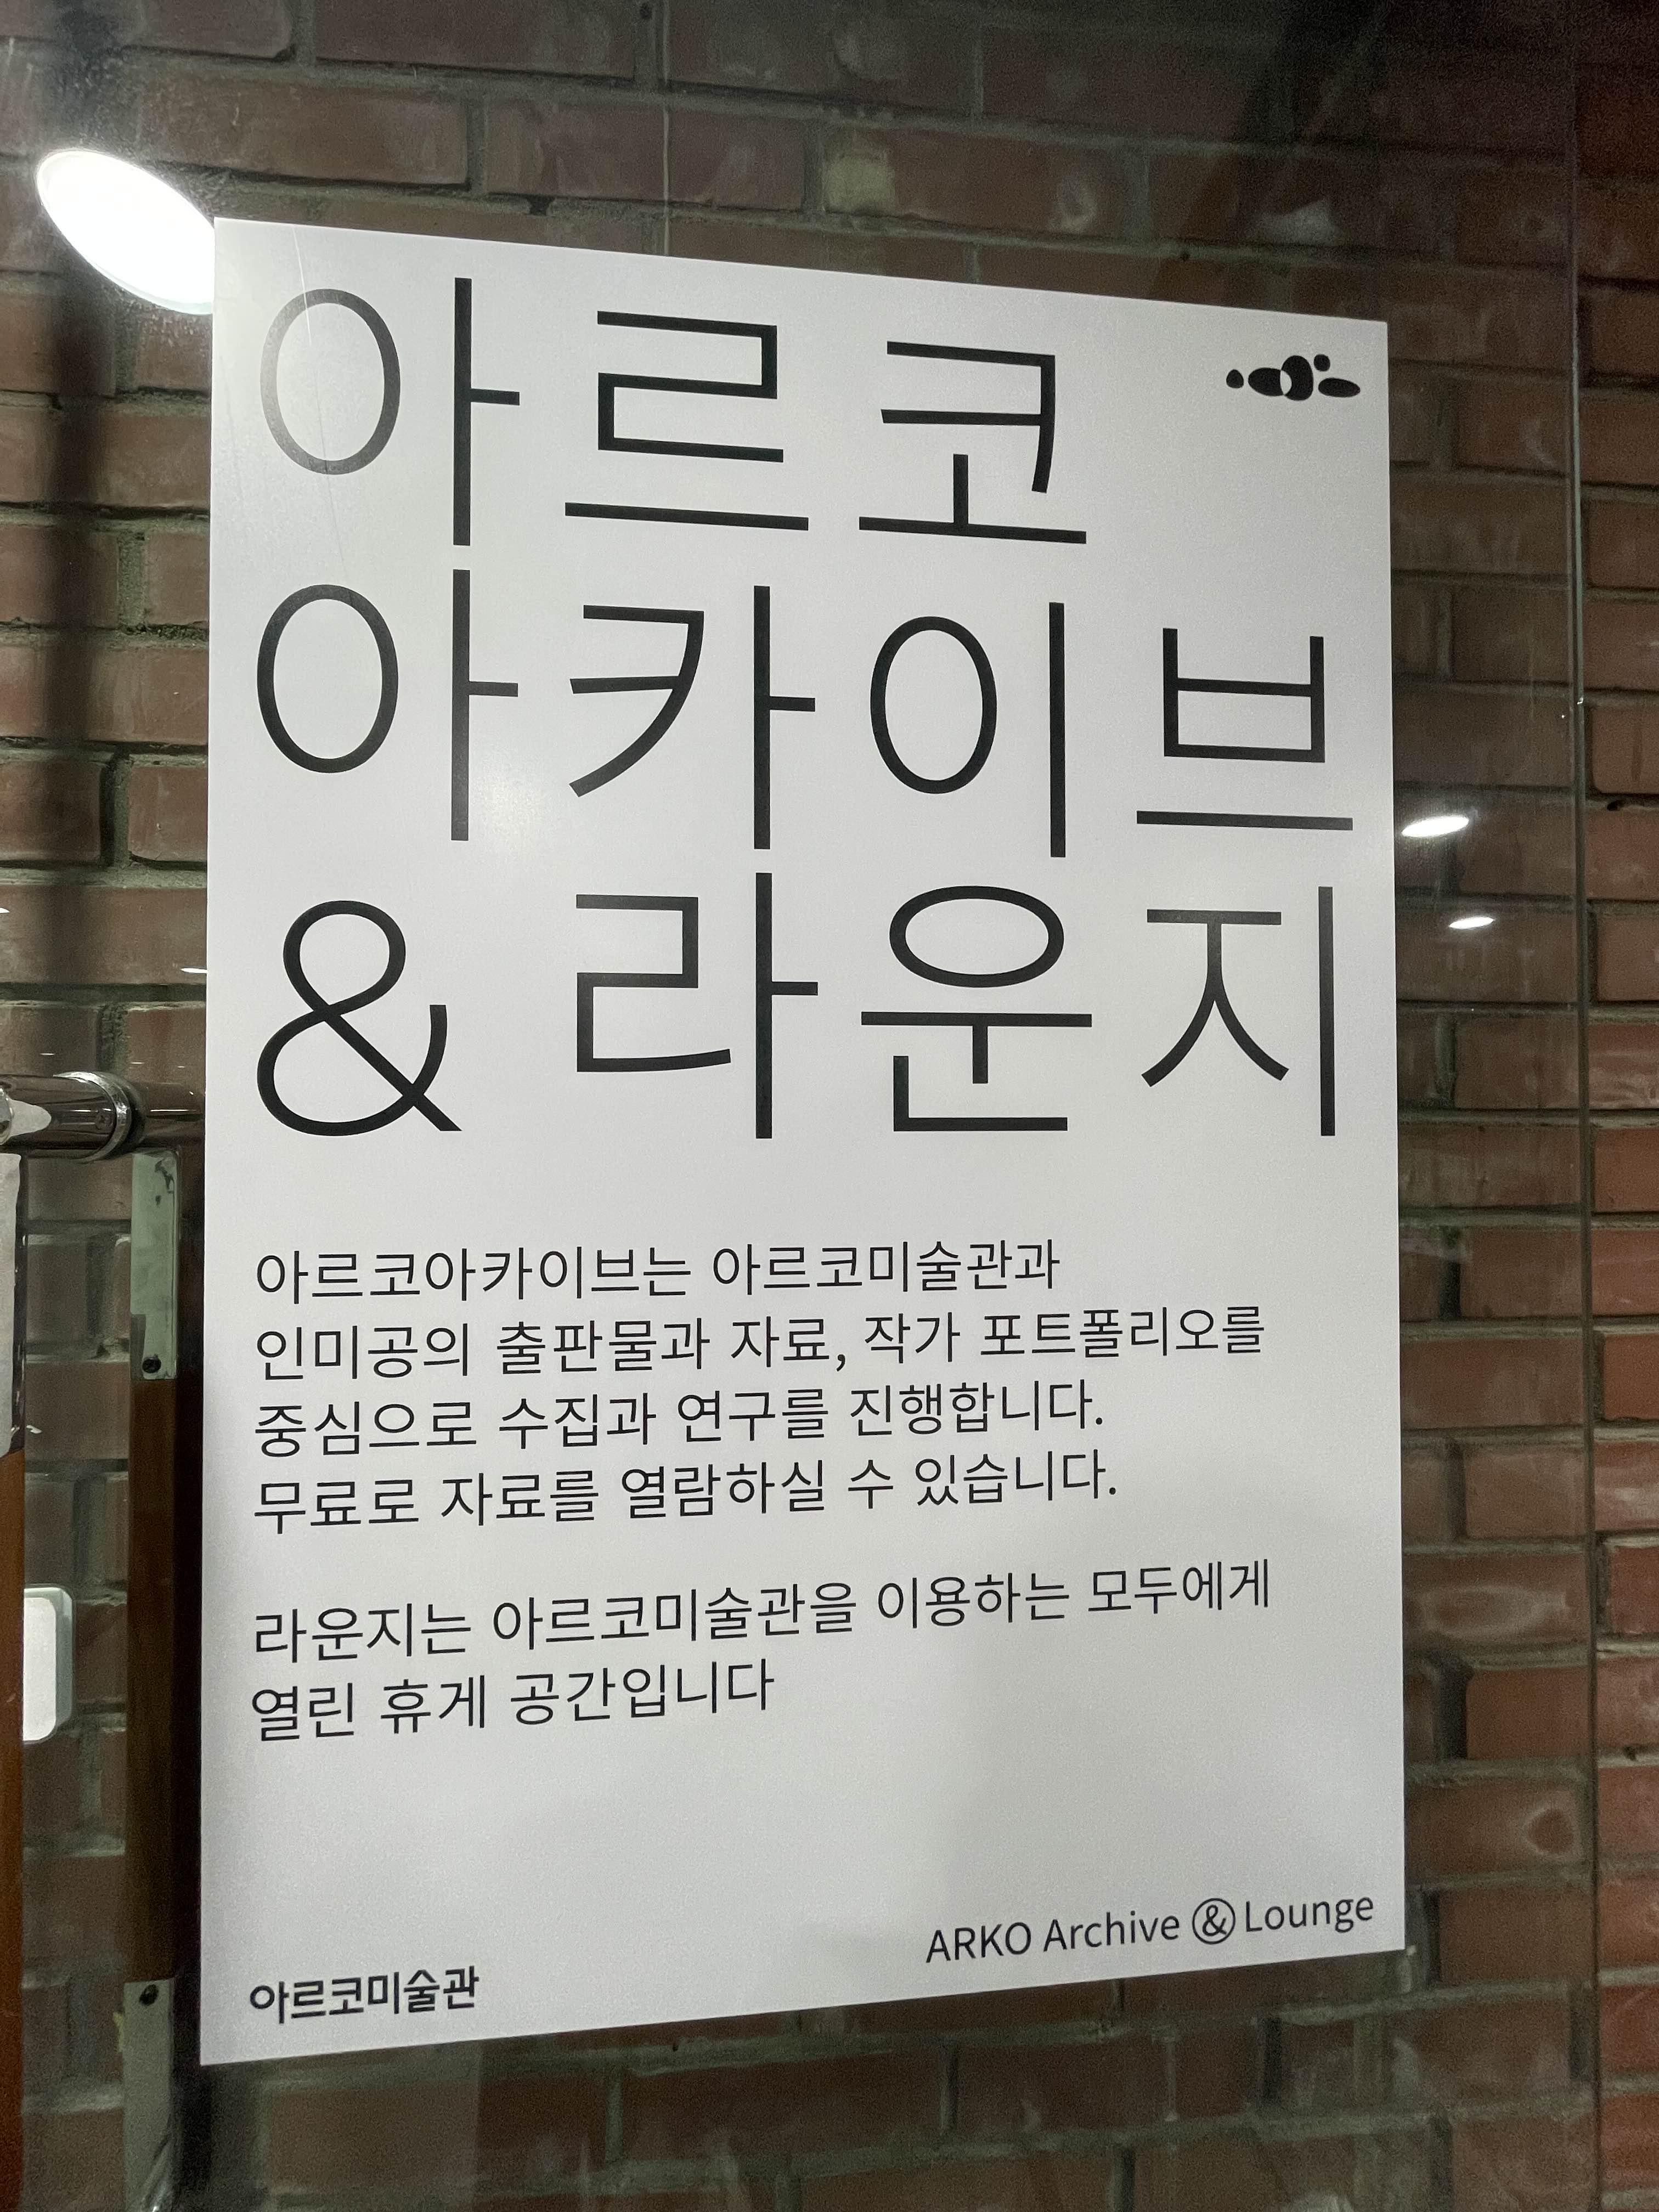 아르코
아카이브
& 라운지
아르코아카이브는 아르코미술관과
인미공의 출판물과 자료, 작가 포트폴리오를
중심으로 수집과 연구를 진행합니다.
무료로 자료를 열람하실 수 있습니다.
라운지는 아르코미술관을 이용하는 모두에게
열린 휴게 공간입니다
ARKO Archive & Lounge
아르코미술관